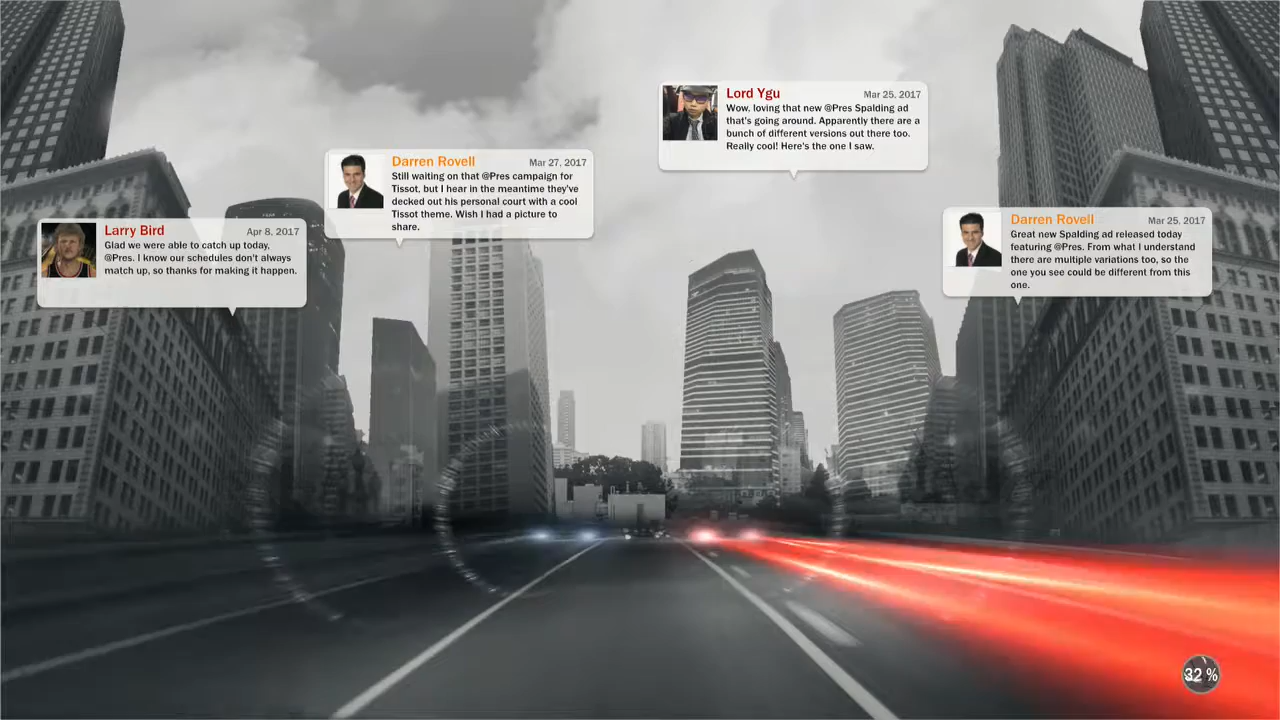 Lord Ygu Mar 25, 2017
Wow, loving that new @Pres Spalding ad
that's going around. Apparently there are a
bunch of different versions out there too.
Really cool! Here's the one I saw.
Darren Rovell Mar 27, 2017
Still waiting on that @Pres campaign for
Tissot, but I hear in the meantime they've
decked out his personal court with a cool
Tissot theme. Wish I had a picture to
share.
Larry Bird Apr 8, 2017
Glad we were able to catch up today,
@Pres. I know our schedules don't always
match up, so thanks for making it happen.
Darren Rovell Mar 25, 2017
Great new Spalding ad released today
featuring @Pres. From what I understand
there are multiple variations too, so the
one you see could be different from this
one.
32 %